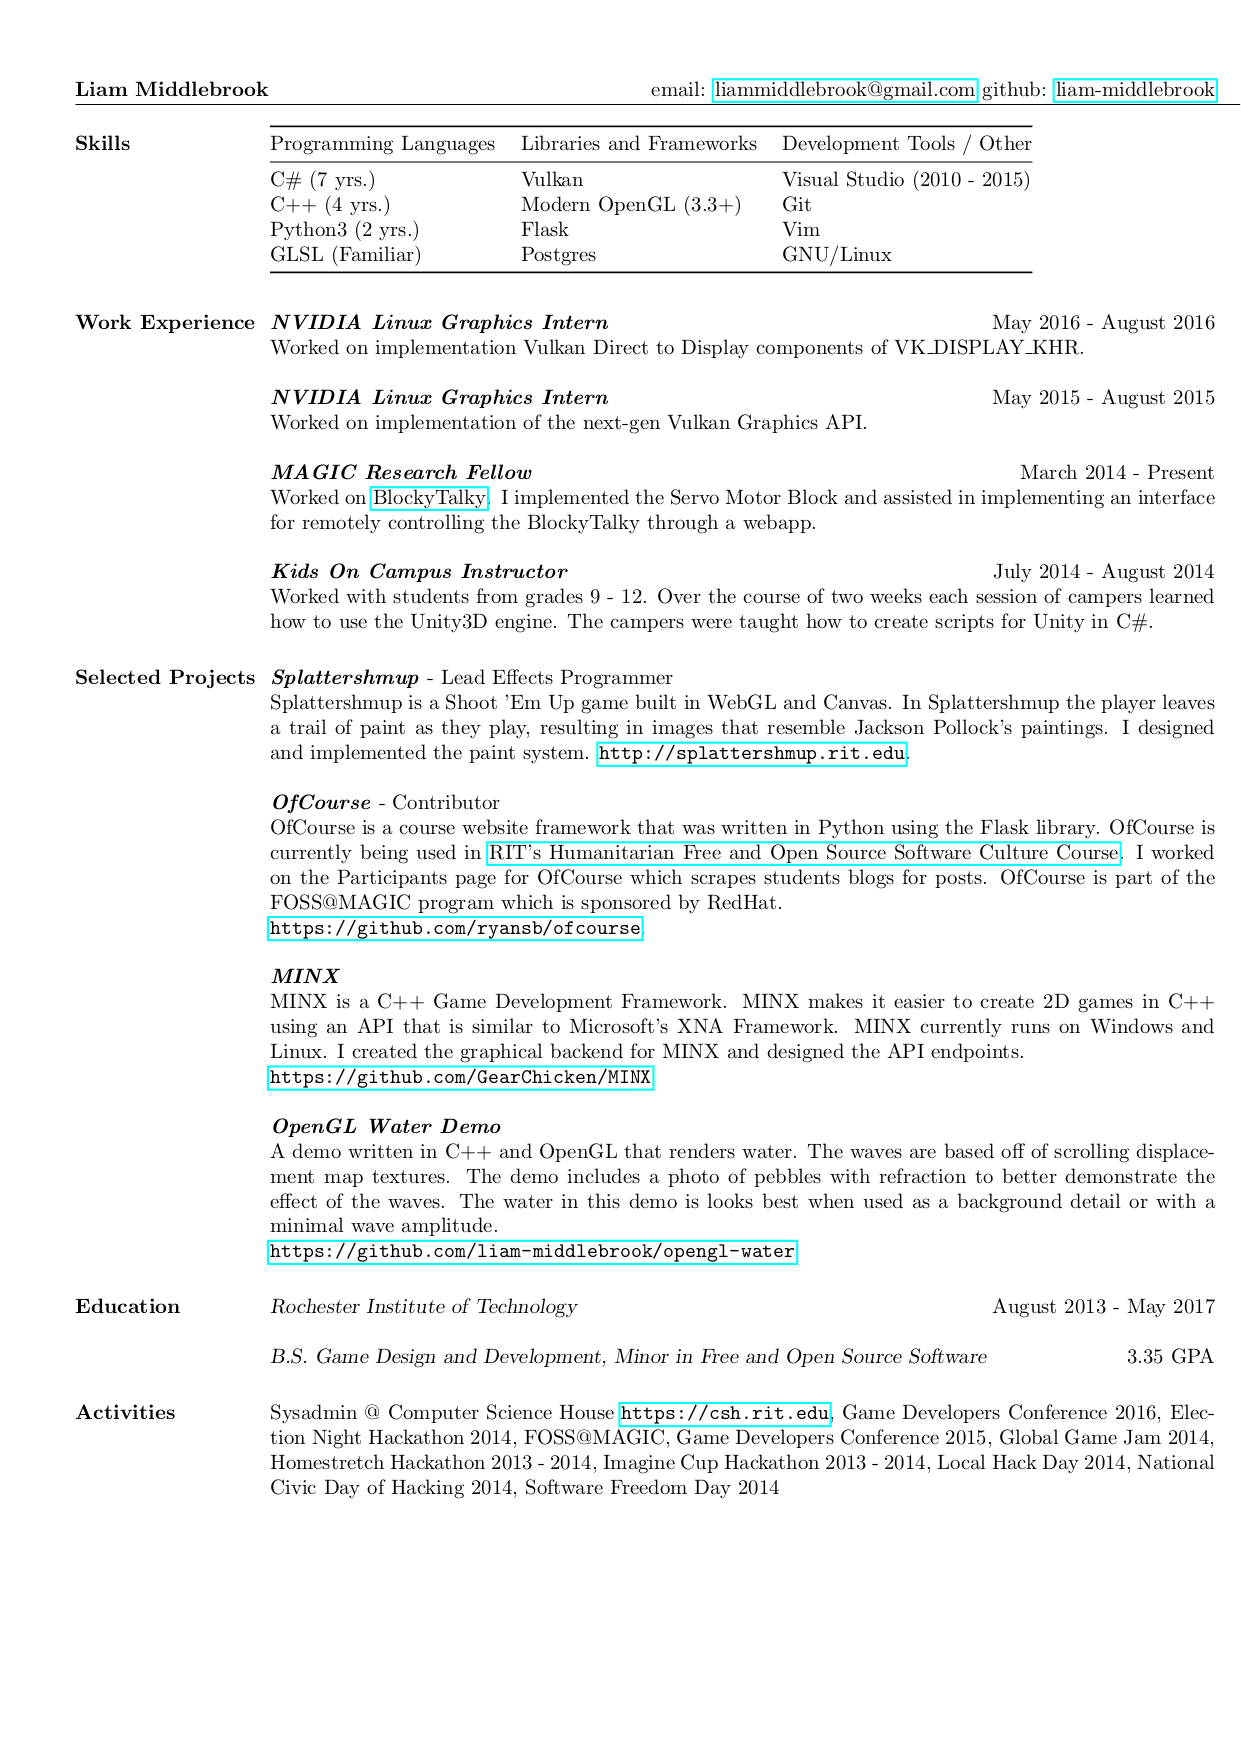 Liam Middlebrook email: liammiddlebrook@gmail.com github: liam-middlebrook
Skills
Programming Languages Libraries and Frameworks Development Tools / Other
C# (7 yrs.) Vulkan Visual Studio (2010 - 2015)
C++ (4 yrs.) Modern OpenGL (3.3+) Git
Python3 (2 yrs.) Flask Vim
GLSL (Familiar) Postgres GNU/Linux
Work Experience NVIDIA Linux Graphics Intern May 2016 - August 2016
Worked on implementation Vulkan Direct to Display components of VK_DISPLAY_KHR.
NVIDIA Linux Graphics Intern May 2015 - August 2015
Worked on implementation of the next-gen Vulkan Graphics API.
MAGIC Research Fellow March 2014 - Present
Worked on BlockyTalky. I implemented the Servo Motor Block and assisted in implementing an interface
for remotely controlling the BlockyTalky through a webapp.
Kids On Campus Instructor July 2014 - August 2014
Worked with students from grades 9 - 12. Over the course of two weeks each session of campers learned
how to use the Unity3D engine. The campers were taught how to create scripts for Unity in C#.
Selected Projects Splattershmup - Lead Effects Programmer
Splattershmup is a Shoot 'Em Up game built in WebGL and Canvas. In Splattershmup the player leaves
a trail of paint as they play, resulting in images that resemble Jackson Pollock's paintings. I designed
and implemented the paint system. http://splattershmup.rit.edu.
OfCourse - Contributor
OfCourse is a course website framework that was written in Python using the Flask library. OfCourse is
currently being used in RIT's Humanitarian Free and Open Source Software Culture Course. I worked
on the Participants page for OfCourse which scrapes students blogs for posts. OfCourse is part of the
FOSS@MAGIC program which is sponsored by RedHat.
https://github.com/ryansb/ofcourse.
MINX
MINX is a C++ Game Development Framework. MINX makes it easier to create 2D games in C++
using an API that is similar to Microsoft's XNA Framework. MINX currently runs on Windows and
Linux. I created the graphical backend for MINX and designed the API endpoints.
https://github.com/GearChicken/MINX
OpenGL Water Demo
A demo written in C++ and OpenGL that renders water. The waves are based off of scrolling displace-
ment map textures. The demo includes a photo of pebbles with refraction to better demonstrate the
effect of the waves. The water in this demo is looks best when used as a background detail or with a
minimal wave amplitude.
https://github.com/liam-middlebrook/opengl-water
Education Rochester Institute of Technology August 2013 - May 2017
B.S. Game Design and Development, Minor in Free and Open Source Software 3.35 GPA
Activities Sysadmin @ Computer Science House https://csh.rit.edu, Game Developers Conference 2016, Elec-
tion Night Hackathon 2014, FOSS@MAGIC, Game Developers Conference 2015, Global Game Jam 2014,
Homestretch Hackathon 2013 - 2014, Imagine Cup Hackathon 2013 - 2014, Local Hack Day 2014, National
Civic Day of Hacking 2014, Software Freedom Day 2014